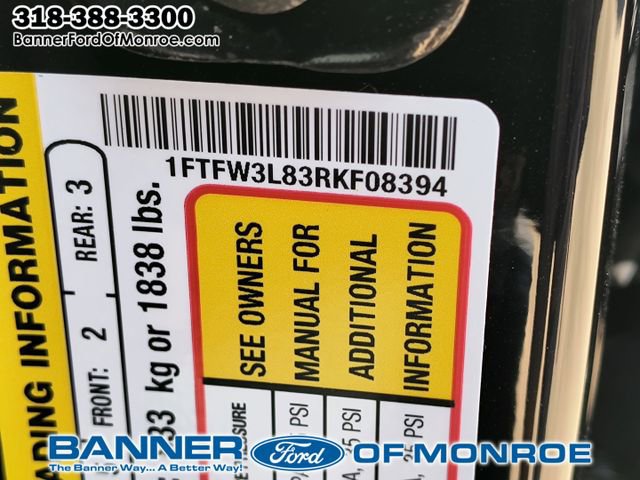 318-388-3300
BannerFordOfMonroe.com
1FTFW3L83RKF08394
INFORMATION
FRONT: 2 REAR: 3
kg or 1838 lbs.
SEE OWNERS
MANUAL FOR
ADDITIONAL
INFORMATION
PSI
PSI
PSI
BANNER Ford OF MONROE
The Banner Way... A Better Way!